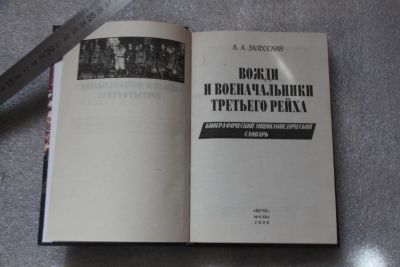 К. А. ЗАЛЕССКИЙ
ВОЖДИ
И ВОЕНАЧАЛЬНИКИ
ТРЕТЬЕГО РЕЙХА
БИОГРАФИЧЕСКИЙ ЭНЦИКЛОПЕДИЧЕСКИЙ
СЛОВАРЬ
«ВЕЧЕ»
МОСКВА
2000